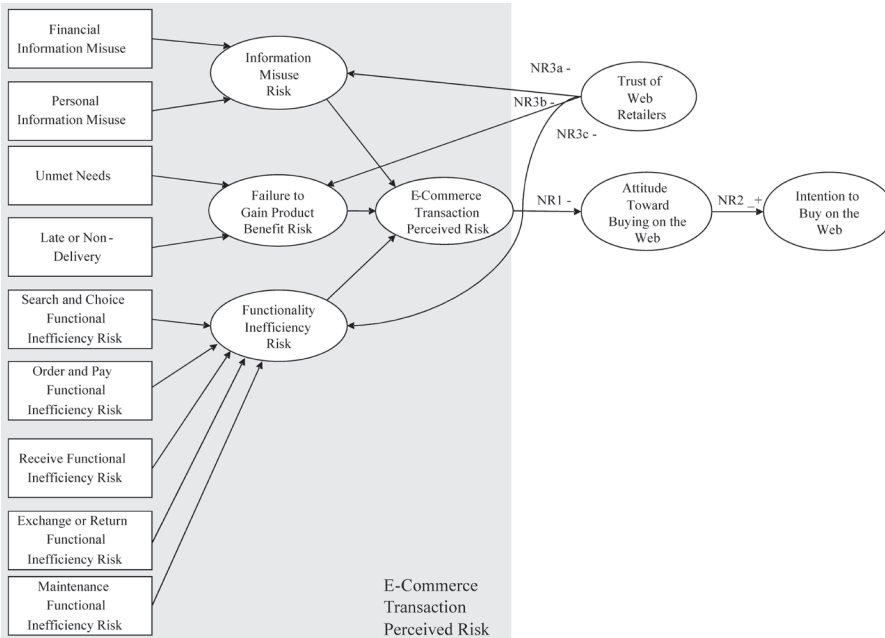 Financial
Information Misuse
Personal
Information Misuse
Unmet Needs
Late or Non-
Delivery
Search and Choice
Functional
Inefficiency Risk
Order and Pay
Functional
Inefficiency Risk
Receive Functional
Inefficiency Risk
Exchange or Return
Functional
Inefficiency Risk
Maintenance
Functional
Inefficiency Risk
Information
Misuse
Risk
Failure to
Gain Product
Benefit Risk
Functionality
Inefficiency
Risk
E-Commerce
Transaction
Perceived Risk
E-Commerce
Transaction
Perceived Risk
NR3a -
NR3b -
NR3c -
Trust of
Web
Retailers
NR1 -
Attitude
Toward
Buying on the
Web
NR2 _+
Intention to
Buy on the
Web